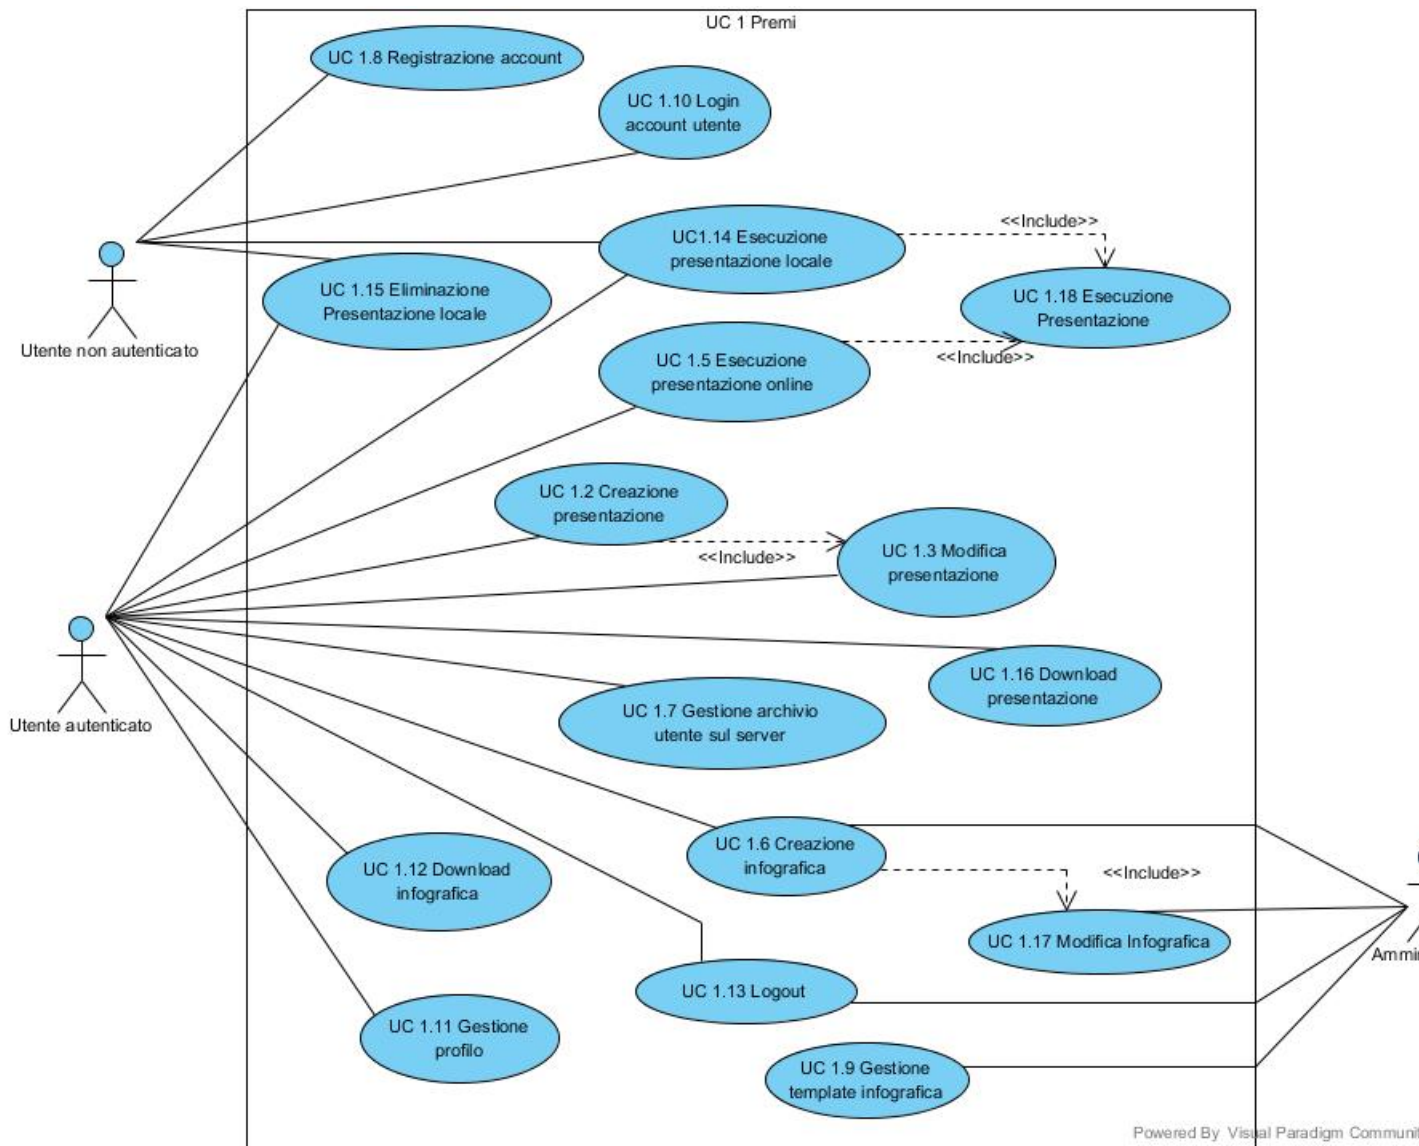 UC 1 Premi
UC 1.8 Registrazione account
UC 1.10 Login
account utente
UC1.14 Esecuzione
presentazione locale
<<Include>>
UC 1.15 Eliminazione
Presentazione locale
UC 1.18 Esecuzione
Presentazione
Utente non autenticato
UC 1.5 Esecuzione
presentazione online
<<Include>>
UC 1.2 Creazione
presentazione
<<Include>>
UC 1.3 Modifica
presentazione
Utente autenticato
UC 1.16 Download
presentazione
UC 1.7 Gestione archivio
utente sul server
UC 1.6 Creazione
infografica
<<Include>>
UC 1.12 Download
infografica
UC 1.17 Modifica Infografica
UC 1.13 Logout
UC 1.11 Gestione
profilo
UC 1.9 Gestione
template infografica
Powered By Visual Paradigm